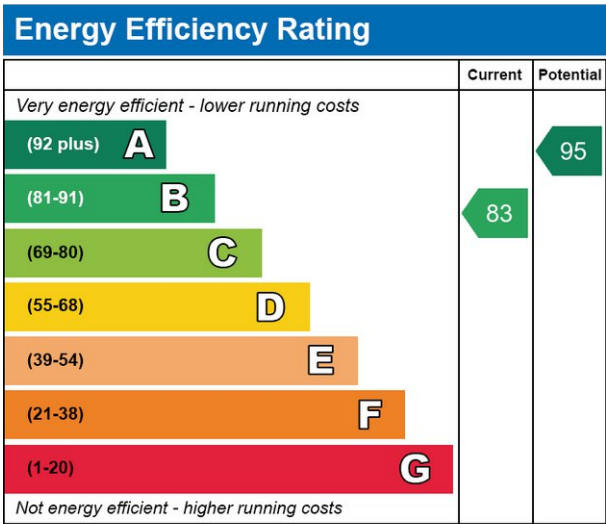 Energy Efficiency Rating
Current Potential
Very energy efficient - lower running costs
(92 plus) A
95
(81-91) B
83
(69-80) C
(55-68) D
(39-54) E
(21-38) F
(1-20) G
Not energy efficient - higher running costs